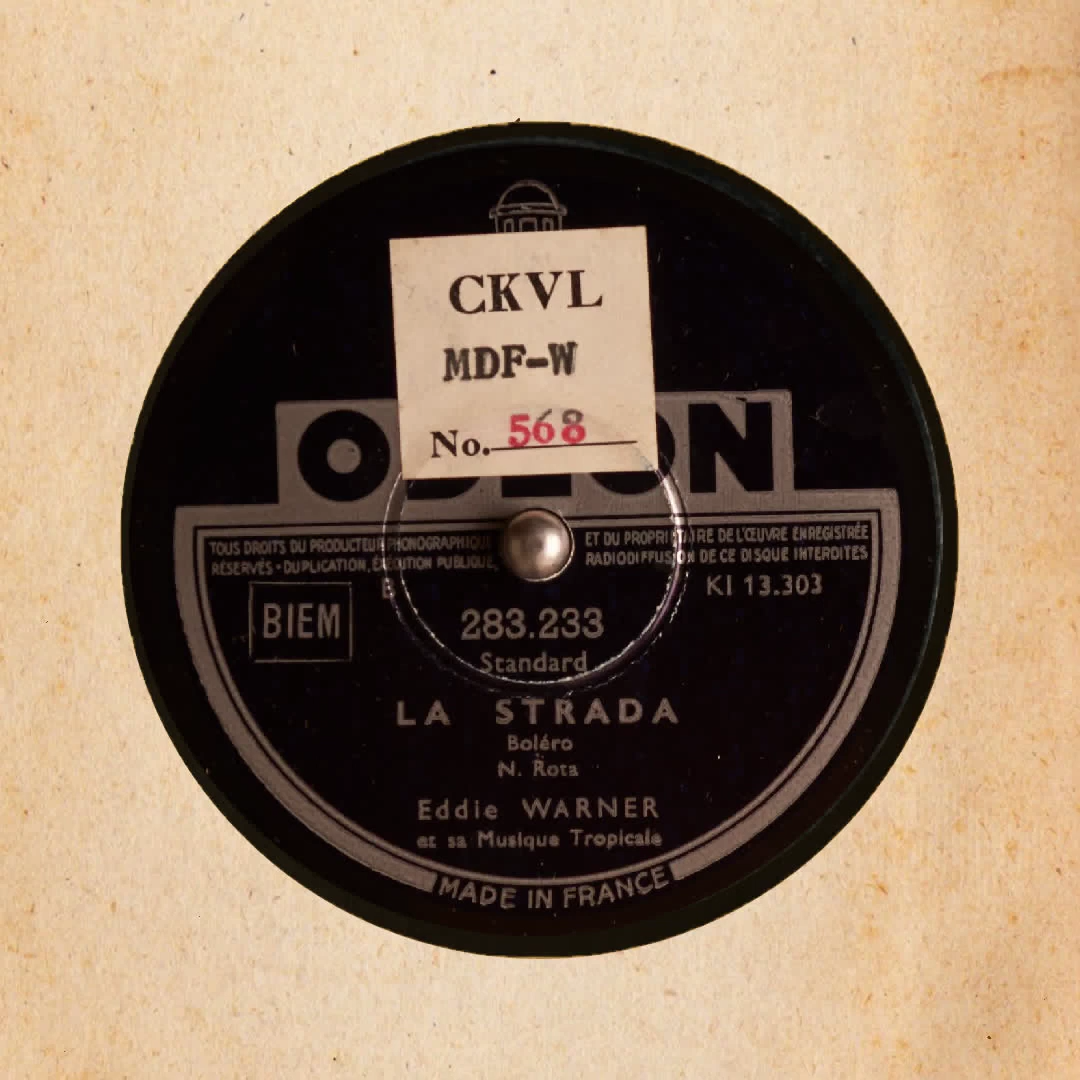 CKVL
MDF-W
No. 568
ODEON
TOUS DROITS DU PRODUCTEUR PHONOGRAPHIQUE ET DU PROPRIÉTAIRE DE L'ŒUVRE ENREGISTRÉE
RÉSERVÉS • DUPLICATION, EXÉCUTION PUBLIQUE, RADIODIFFUSION DE CE DISQUE INTERDITES
BIEM
KI 13.303
283.233
Standard
LA STRADA
Boléro
N. Rota
Eddie WARNER
et sa Musique Tropicale
MADE IN FRANCE